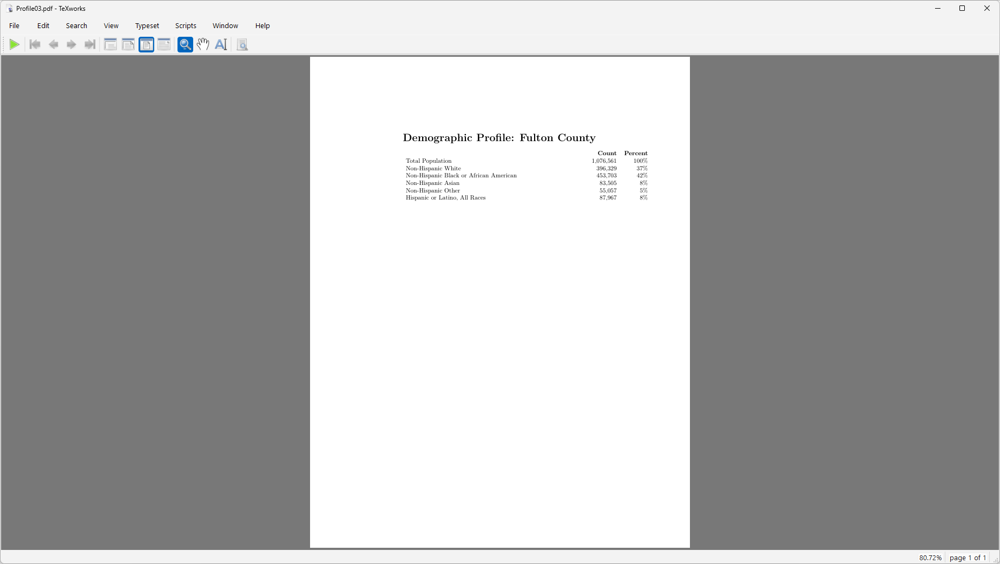 Profile03.pdf - TeXworks
File Edit Search View Typeset Scripts Window Help
Demographic Profile: Fulton County
Count Percent
Total Population 1,076,561 100%
Non-Hispanic White 396,329 37%
Non-Hispanic Black or African American 453,703 42%
Non-Hispanic Asian 83,505 8%
Non-Hispanic Other 55,057 5%
Hispanic or Latino, All Races 87,967 8%
80.72% page 1 of 1